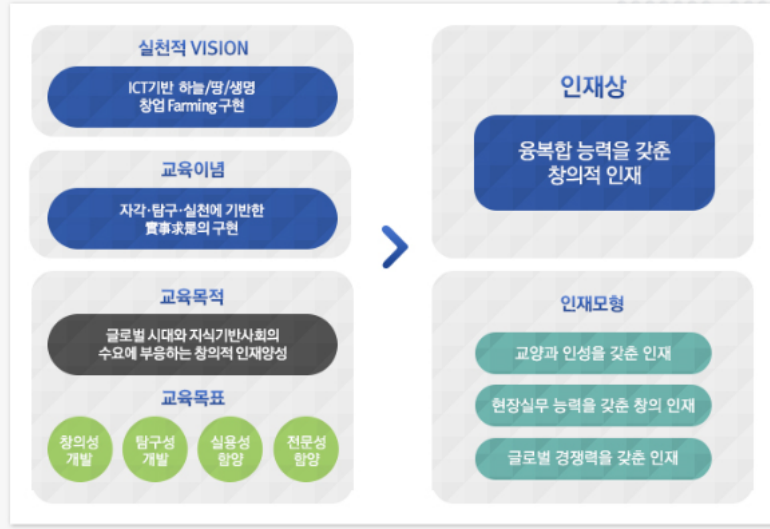 실천적 VISION
ICT기반 하늘/땅/생명
창업 Farming 구현
교육이념
자각·탐구·실천에 기반한
實事求是의 구현
교육목적
글로벌 시대와 지식기반사회의
수요에 부응하는 창의적 인재양성
교육목표
창의성
개발
탐구성
개발
실용성
함양
전문성
함양
인재상
융복합 능력을 갖춘
창의적 인재
인재모형
교양과 인성을 갖춘 인재
현장실무 능력을 갖춘 창의 인재
글로벌 경쟁력을 갖춘 인재